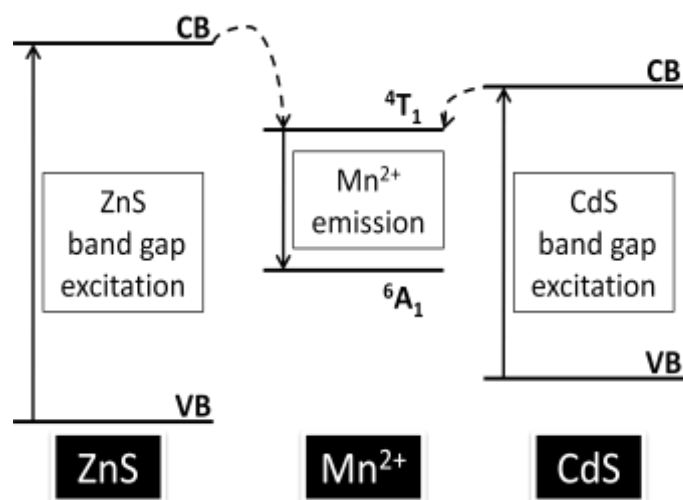 CB
CB
⁴T₁
ZnS
band gap
excitation
Mn²⁺
emission
CdS
band gap
excitation
⁶A₁
VB
VB
ZnS
Mn²⁺
CdS